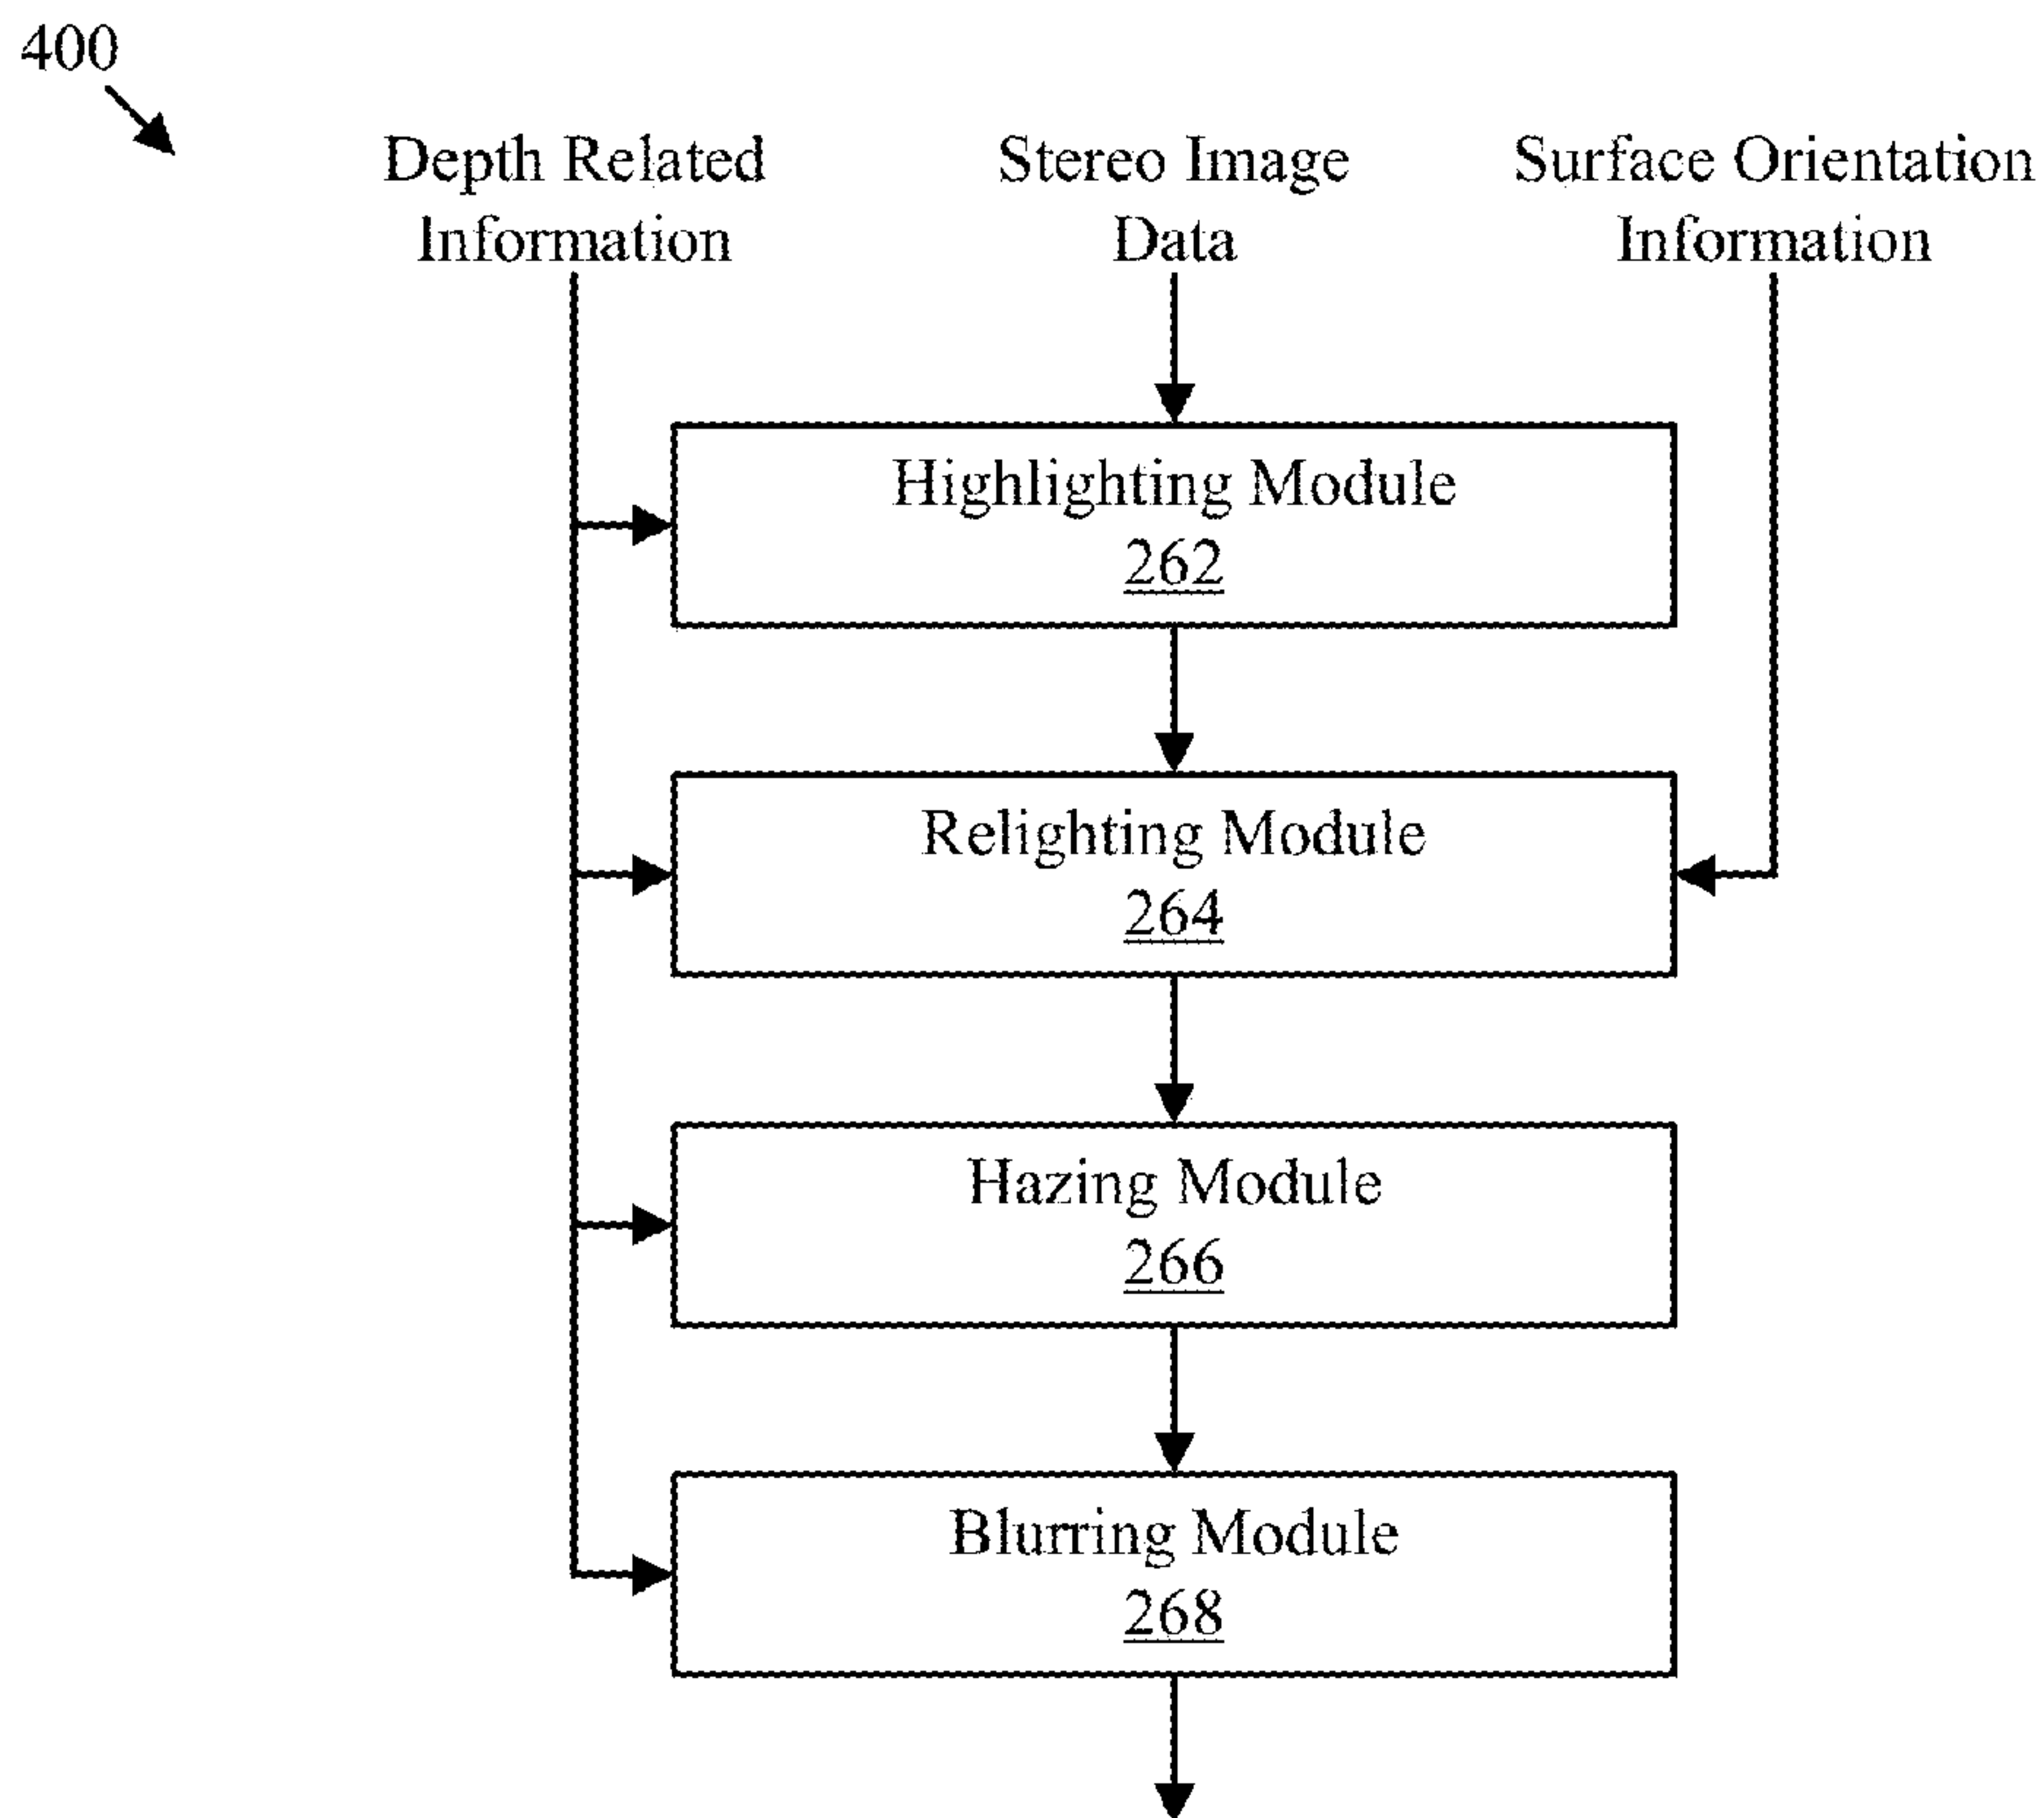 400
Depth Related
Information
Stereo Image
Data
Surface Orientation
Information
Highlighting Module
262
Relighting Module
264
Hazing Module
266
Blurring Module
268